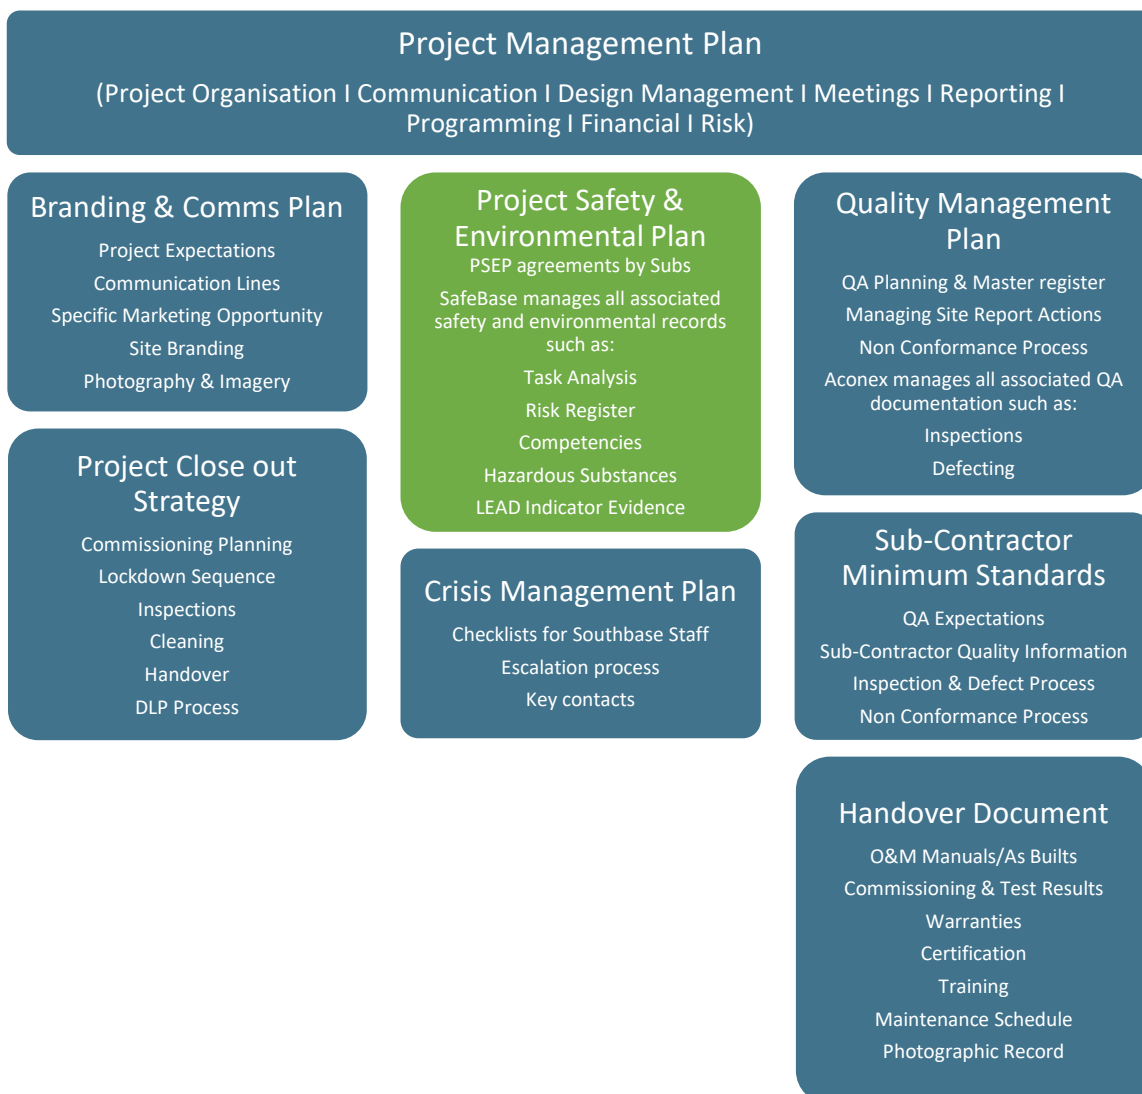 Project Management Plan
(Project Organisation I Communication I Design Management I Meetings I Reporting I
Programming I Financial I Risk)
Branding & Comms Plan
Project Expectations
Communication Lines
Specific Marketing Opportunity
Site Branding
Photography & Imagery
Project Close out
Strategy
Commissioning Planning
Lockdown Sequence
Inspections
Cleaning
Handover
DLP Process
Project Safety &
Environmental Plan
PSEP agreements by Subs
SafeBase manages all associated
safety and environmental records
such as:
Task Analysis
Risk Register
Competencies
Hazardous Substances
LEAD Indicator Evidence
Crisis Management Plan
Checklists for Southbase Staff
Escalation process
Key contacts
Quality Management
Plan
QA Planning & Master register
Managing Site Report Actions
Non Conformance Process
Aconex manages all associated QA
documentation such as:
Inspections
Defecting
Sub-Contractor
Minimum Standards
QA Expectations
Sub-Contractor Quality Information
Inspection & Defect Process
Non Conformance Process
Handover Document
O&M Manuals/As Builts
Commissioning & Test Results
Warranties
Certification
Training
Maintenance Schedule
Photographic Record